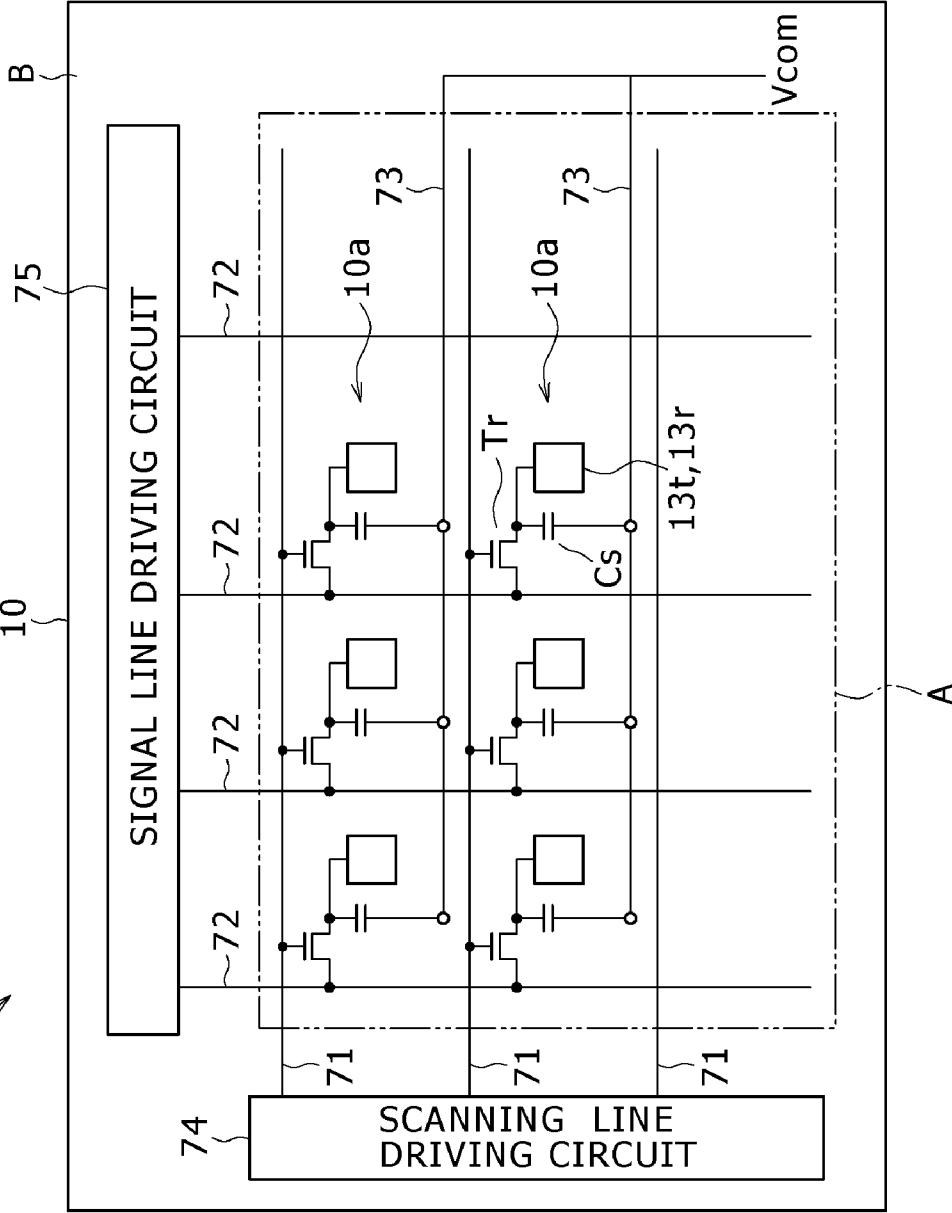 10
B
75
SIGNAL LINE DRIVING CIRCUIT
72
72
72
72
10a
73
Tr
10a
73
Vcom
Cs
13t,13r
71
71
71
74
SCANNING LINE
DRIVING CIRCUIT
A